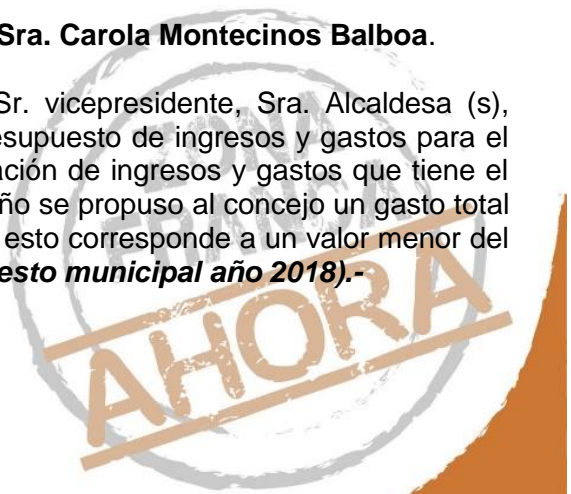 Sra. Carola Montecinos Balboa.
Sr. vicepresidente, Sra. Alcaldesa (s),
esupuesto de ingresos y gastos para el
ación de ingresos y gastos que tiene el
ño se propuso al concejo un gasto total
esto corresponde a un valor menor del
esto municipal año 2018).-
ZONA
FRANCA
AHORA